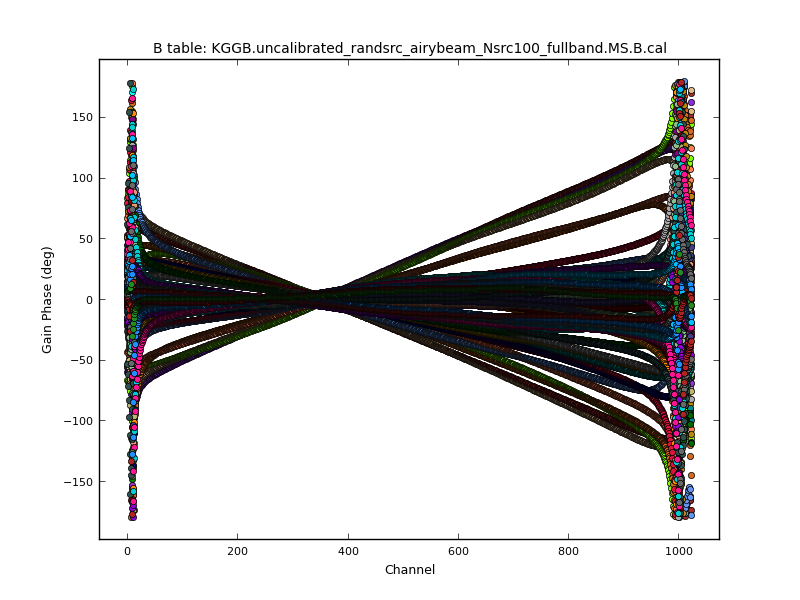 B table: KGGB.uncalibrated_randsrc_airybeam_Nsrc100_fullband.MS.B.cal
150
100
50
0
−50
−100
−150
Gain Phase (deg)
0 200 400 600 800 1000
Channel